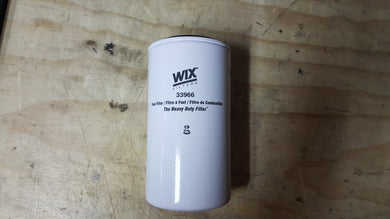 WIX
FILTERS
33966
Fuel Filter / Filtre à Fuel / Filtro de Combustible
The Heavy Duty Filter